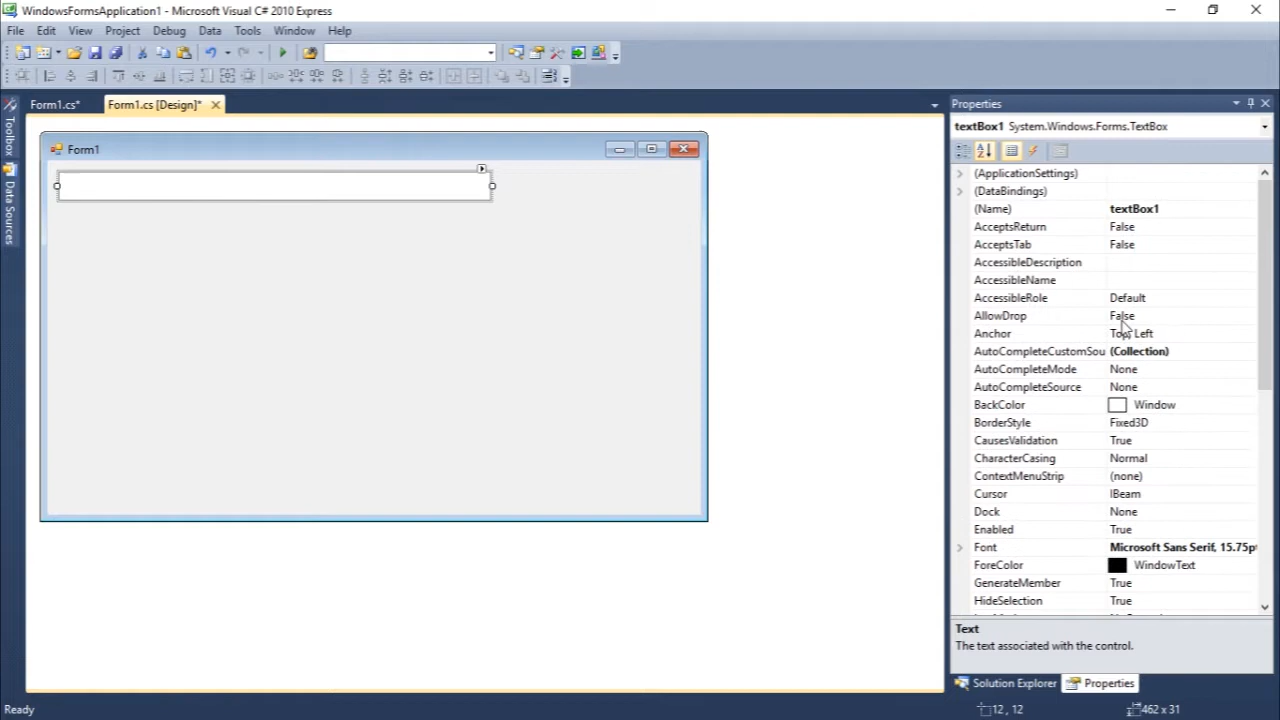 WindowsFormsApplication1 - Microsoft Visual C# 2010 Express
File Edit View Project Debug Data Tools Window Help
Form1.cs* Form1.cs [Design]*
Toolbox
Data Sources
Form1
Properties
textBox1 System.Windows.Forms.TextBox
(ApplicationSettings)
(DataBindings)
(Name) textBox1
AcceptsReturn False
AcceptsTab False
AccessibleDescription
AccessibleName
AccessibleRole Default
AllowDrop False
Anchor Top, Left
AutoCompleteCustomSou (Collection)
AutoCompleteMode None
AutoCompleteSource None
BackColor Window
BorderStyle Fixed3D
CausesValidation True
CharacterCasing Normal
ContextMenuStrip (none)
Cursor IBeam
Dock None
Enabled True
Font Microsoft Sans Serif, 15.75pt
ForeColor WindowText
GenerateMember True
HideSelection True
Text
The text associated with the control.
Solution Explorer Properties
Ready 12 , 12 462 x 31